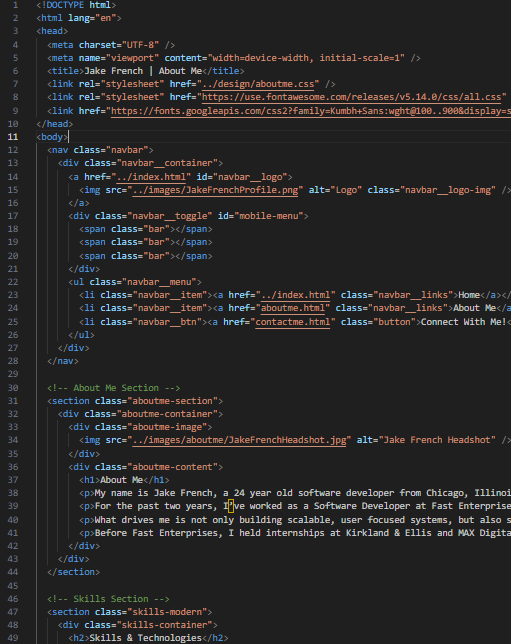 1 <!DOCTYPE html>
2 <html lang="en">
3 <head>
4 <meta charset="UTF-8" />
5 <meta name="viewport" content="width=device-width, initial-scale=1" />
6 <title>Jake French | About Me</title>
7 <link rel="stylesheet" href="../design/aboutme.css" />
8 <link rel="stylesheet" href="https://use.fontawesome.com/releases/v5.14.0/css/all.css"
9 <link href="https://fonts.googleapis.com/css2?family=Kumbh+Sans:wght@100..900&display=s
10 </head>
11 <body>
12 <nav class="navbar">
13 <div class="navbar__container">
14 <a href="../index.html" id="navbar__logo">
15 <img src="../images/JakeFrenchProfile.png" alt="Logo" class="navbar__logo-img" />
16 </a>
17 <div class="navbar__toggle" id="mobile-menu">
18 <span class="bar"></span>
19 <span class="bar"></span>
20 <span class="bar"></span>
21 </div>
22 <ul class="navbar__menu">
23 <li class="navbar__item"><a href="../index.html" class="navbar__links">Home</a></
24 <li class="navbar__item"><a href="aboutme.html" class="navbar__links">About Me</a
25 <li class="navbar__btn"><a href="contactme.html" class="button">Connect With Me!<
26 </ul>
27 </div>
28 </nav>
29
30 <!-- About Me Section -->
31 <section class="aboutme-section">
32 <div class="aboutme-container">
33 <div class="aboutme-image">
34 <img src="../images/aboutme/JakeFrenchHeadshot.jpg" alt="Jake French Headshot" />
35 </div>
36 <div class="aboutme-content">
37 <h1>About Me</h1>
38 <p>My name is Jake French, a 24 year old software developer from Chicago, Illinoi
39 <p>For the past two years, I’ve worked as a Software Developer at Fast Enterprise
40 <p>What drives me is not only building scalable, user focused systems, but also s
41 <p>Before Fast Enterprises, I held internships at Kirkland & Ellis and MAX Digita
42 </div>
43 </div>
44 </section>
45
46 <!-- Skills Section -->
47 <section class="skills-modern">
48 <div class="skills-container">
49 <h2>Skills & Technologies</h2>